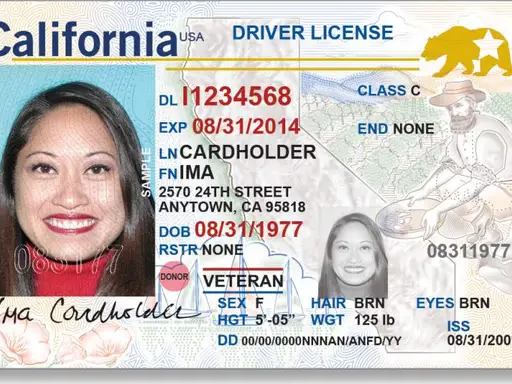 California USA DRIVER LICENSE
DL I1234568 CLASS C
EXP 08/31/2014 END NONE
LN CARDHOLDER
FN IMA
2570 24TH STREET
ANYTOWN, CA 95818
DOB 08/31/1977
RSTR NONE 08311977
SAMPLE
083177
DONOR
VETERAN
SEX F HAIR BRN EYES BRN
HGT 5'-05" WGT 125 lb ISS
DD 00/00/0000NNNAN/ANFD/YY 08/31/200
Ima Cardholder